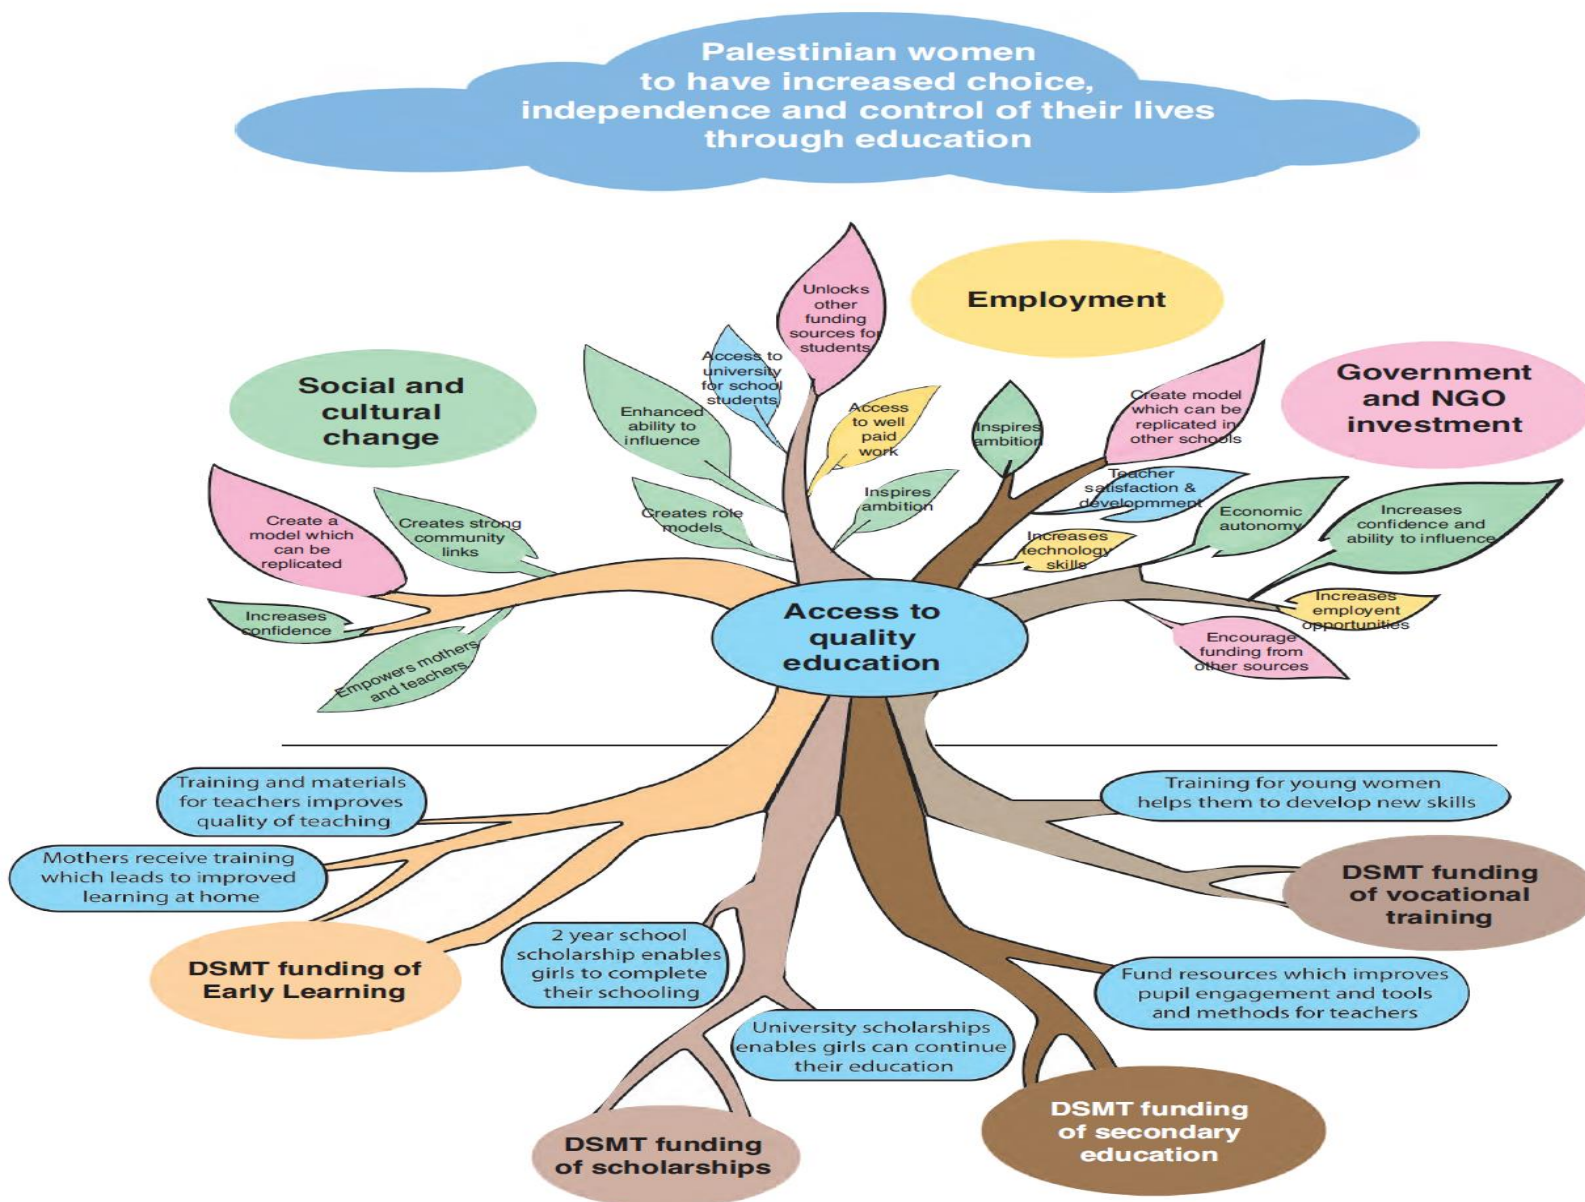 Palestinian women
to have increased choice,
independence and control of their lives
through education
Employment
Social and
cultural
change
Government
and NGO
investment
Unlocks
other
funding
sources for
students
Access to
university
for school
students
Enhanced
ability to
influence
Access
to well
paid
work
Inspires
ambition
Create model
which can be
replicated in
other schools
Create a
model which
can be
replicated
Creates strong
community
links
Creates role
models
Inspires
ambition
Teacher
satisfaction &
developmment
Increases
technology
skills
Economic
autonomy
Increases
confidence and
ability to influence
Increases
confidence
Empowers mothers
and teachers
Increases
employent
opportunities
Encourage
funding from
other sources
Access to
quality
education
Training and materials
for teachers improves
quality of teaching
Mothers receive training
which leads to improved
learning at home
DSMT funding of
Early Learning
2 year school
scholarship enables
girls to complete
their schooling
University scholarships
enables girls can continue
their education
DSMT funding
of scholarships
Training for young women
helps them to develop new skills
DSMT funding
of vocational
training
Fund resources which improves
pupil engagement and tools
and methods for teachers
DSMT funding
of secondary
education